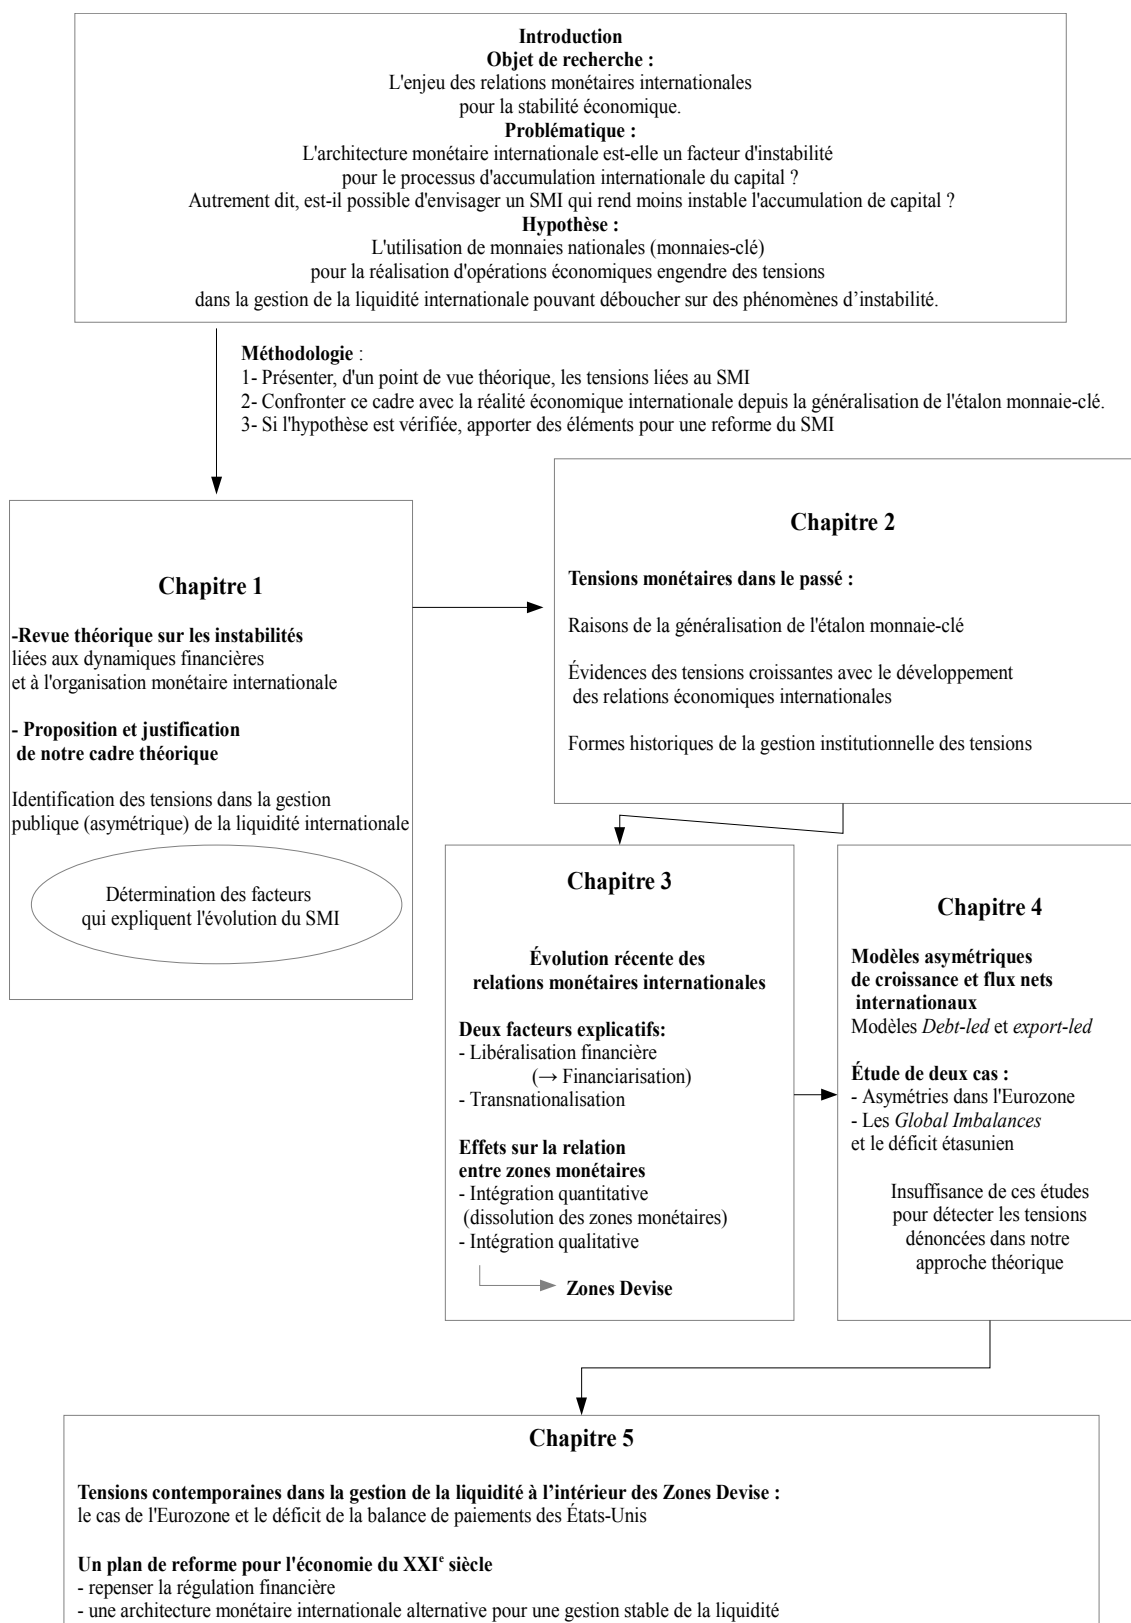 Introduction
Objet de recherche :
L'enjeu des relations monétaires internationales
pour la stabilité économique.
Problématique :
L'architecture monétaire internationale est-elle un facteur d'instabilité
pour le processus d'accumulation internationale du capital ?
Autrement dit, est-il possible d'envisager un SMI qui rend moins instable l'accumulation de capital ?
Hypothèse :
L'utilisation de monnaies nationales (monnaies-clé)
pour la réalisation d'opérations économiques engendre des tensions
dans la gestion de la liquidité internationale pouvant déboucher sur des phénomènes d’instabilité.
Méthodologie :
1- Présenter, d'un point de vue théorique, les tensions liées au SMI
2- Confronter ce cadre avec la réalité économique internationale depuis la généralisation de l'étalon monnaie-clé.
3- Si l'hypothèse est vérifiée, apporter des éléments pour une reforme du SMI
Chapitre 1
-Revue théorique sur les instabilités
liées aux dynamiques financières
et à l'organisation monétaire internationale
- Proposition et justification
de notre cadre théorique
Identification des tensions dans la gestion
publique (asymétrique) de la liquidité internationale
Détermination des facteurs
qui expliquent l'évolution du SMI
Chapitre 2
Tensions monétaires dans le passé :
Raisons de la généralisation de l'étalon monnaie-clé
Évidences des tensions croissantes avec le développement
des relations économiques internationales
Formes historiques de la gestion institutionnelle des tensions
Chapitre 3
Évolution récente des
relations monétaires internationales
Deux facteurs explicatifs:
- Libéralisation financière
(→ Financiarisation)
- Transnationalisation
Effets sur la relation
entre zones monétaires
- Intégration quantitative
(dissolution des zones monétaires)
- Intégration qualitative
Zones Devise
Chapitre 4
Modèles asymétriques
de croissance et flux nets
internationaux
Modèles Debt-led et export-led
Étude de deux cas :
- Asymétries dans l'Eurozone
- Les Global Imbalances
et le déficit étasunien
Insuffisance de ces études
pour détecter les tensions
dénoncées dans notre
approche théorique
Chapitre 5
Tensions contemporaines dans la gestion de la liquidité à l’intérieur des Zones Devise :
le cas de l'Eurozone et le déficit de la balance de paiements des États-Unis
Un plan de reforme pour l'économie du XXIe siècle
- repenser la régulation financière
- une architecture monétaire internationale alternative pour une gestion stable de la liquidité